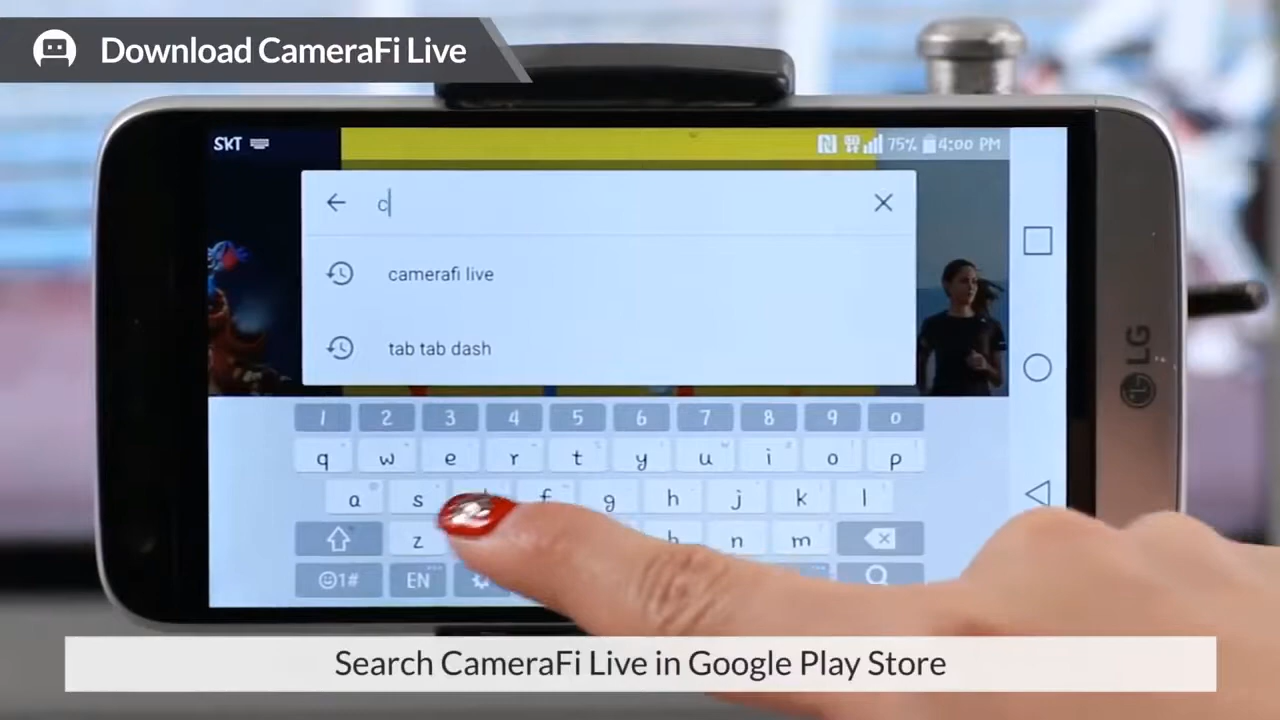 Download CameraFi Live
SKT
75% 4:00 PM
c
camerafi live
tab tab dash
1 2 3 4 5 6 7 8 9 0
q w e r t y u i o p
a s f g h j k l
z n m
1# EN
LG
Search CameraFi Live in Google Play Store